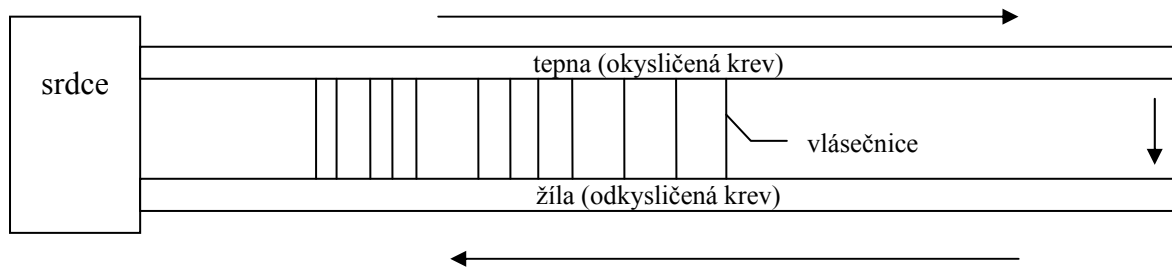 srdce
tepna (okysličená krev)
vlásečnice
žíla (odkysličená krev)